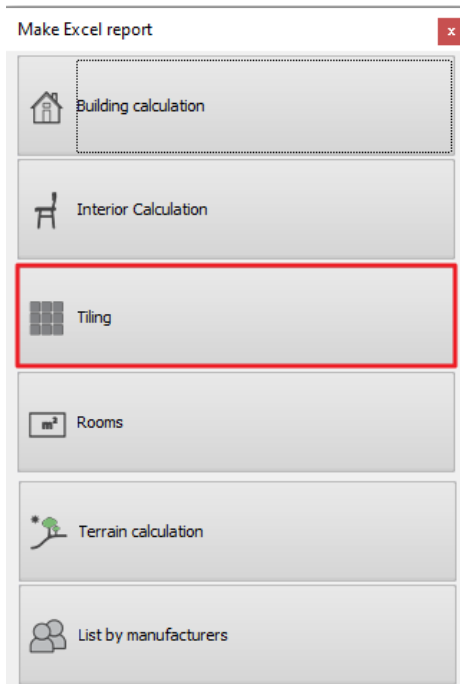 Make Excel report
x
Building calculation
Interior Calculation
Tiling
m²
Rooms
Terrain calculation
List by manufacturers